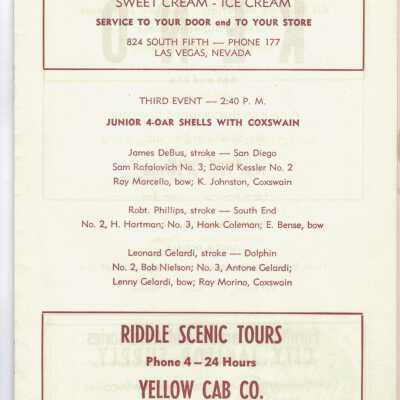 SWEET CREAM - ICE CREAM
SERVICE TO YOUR DOOR and TO YOUR STORE
824 SOUTH FIFTH — PHONE 177
LAS VEGAS, NEVADA
THIRD EVENT — 2:40 P. M.
JUNIOR 4-OAR SHELLS WITH COXSWAIN
James DeBus, stroke — San Diego
Sam Rafalovich No. 3; David Kessler No. 2
Ray Marcello, bow; K. Johnston, Coxswain
Robt. Phillips, stroke — South End
No. 2, H. Hartman; No. 3, Hank Coleman; E. Bense, bow
Leonard Gelardi, stroke — Dolphin
No. 2, Bob Nielson; No. 3, Antone Gelardi;
Lenny Gelardi, bow; Ray Morino, Coxswain
RIDDLE SCENIC TOURS
Phone 4 — 24 Hours
YELLOW CAB CO.